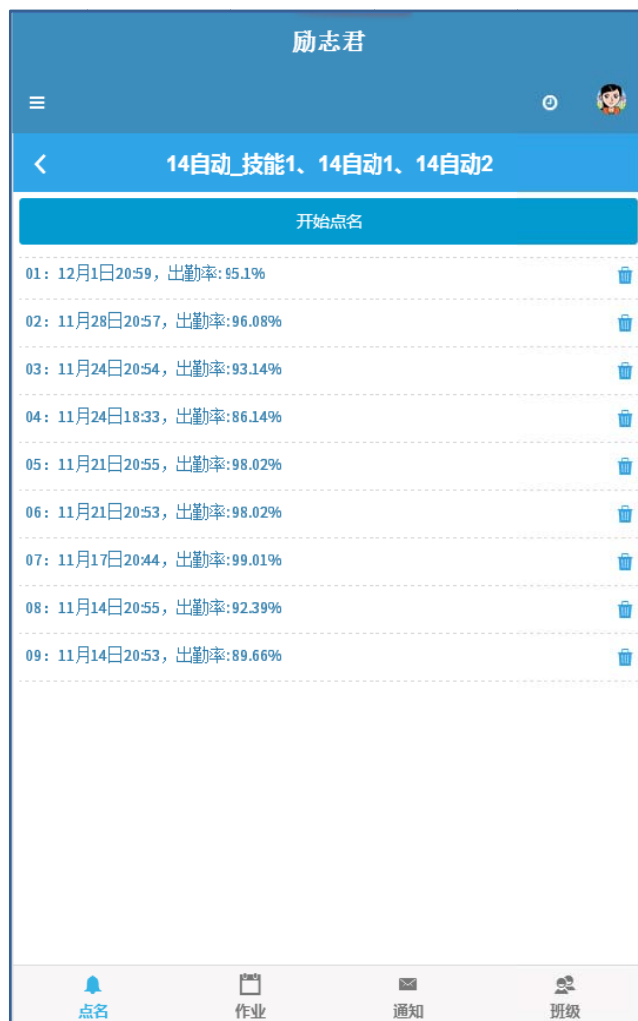 励志君
14自动_技能1、14自动1、14自动2
开始点名
01：12月1日20:59，出勤率:95.1%
02：11月28日20:57，出勤率:96.08%
03：11月24日20:54，出勤率:93.14%
04：11月24日18:33，出勤率:86.14%
05：11月21日20:55，出勤率:98.02%
06：11月21日20:53，出勤率:98.02%
07：11月17日20:44，出勤率:99.01%
08：11月14日20:55，出勤率:92.39%
09：11月14日20:53，出勤率:89.66%
点名 作业 通知 班级